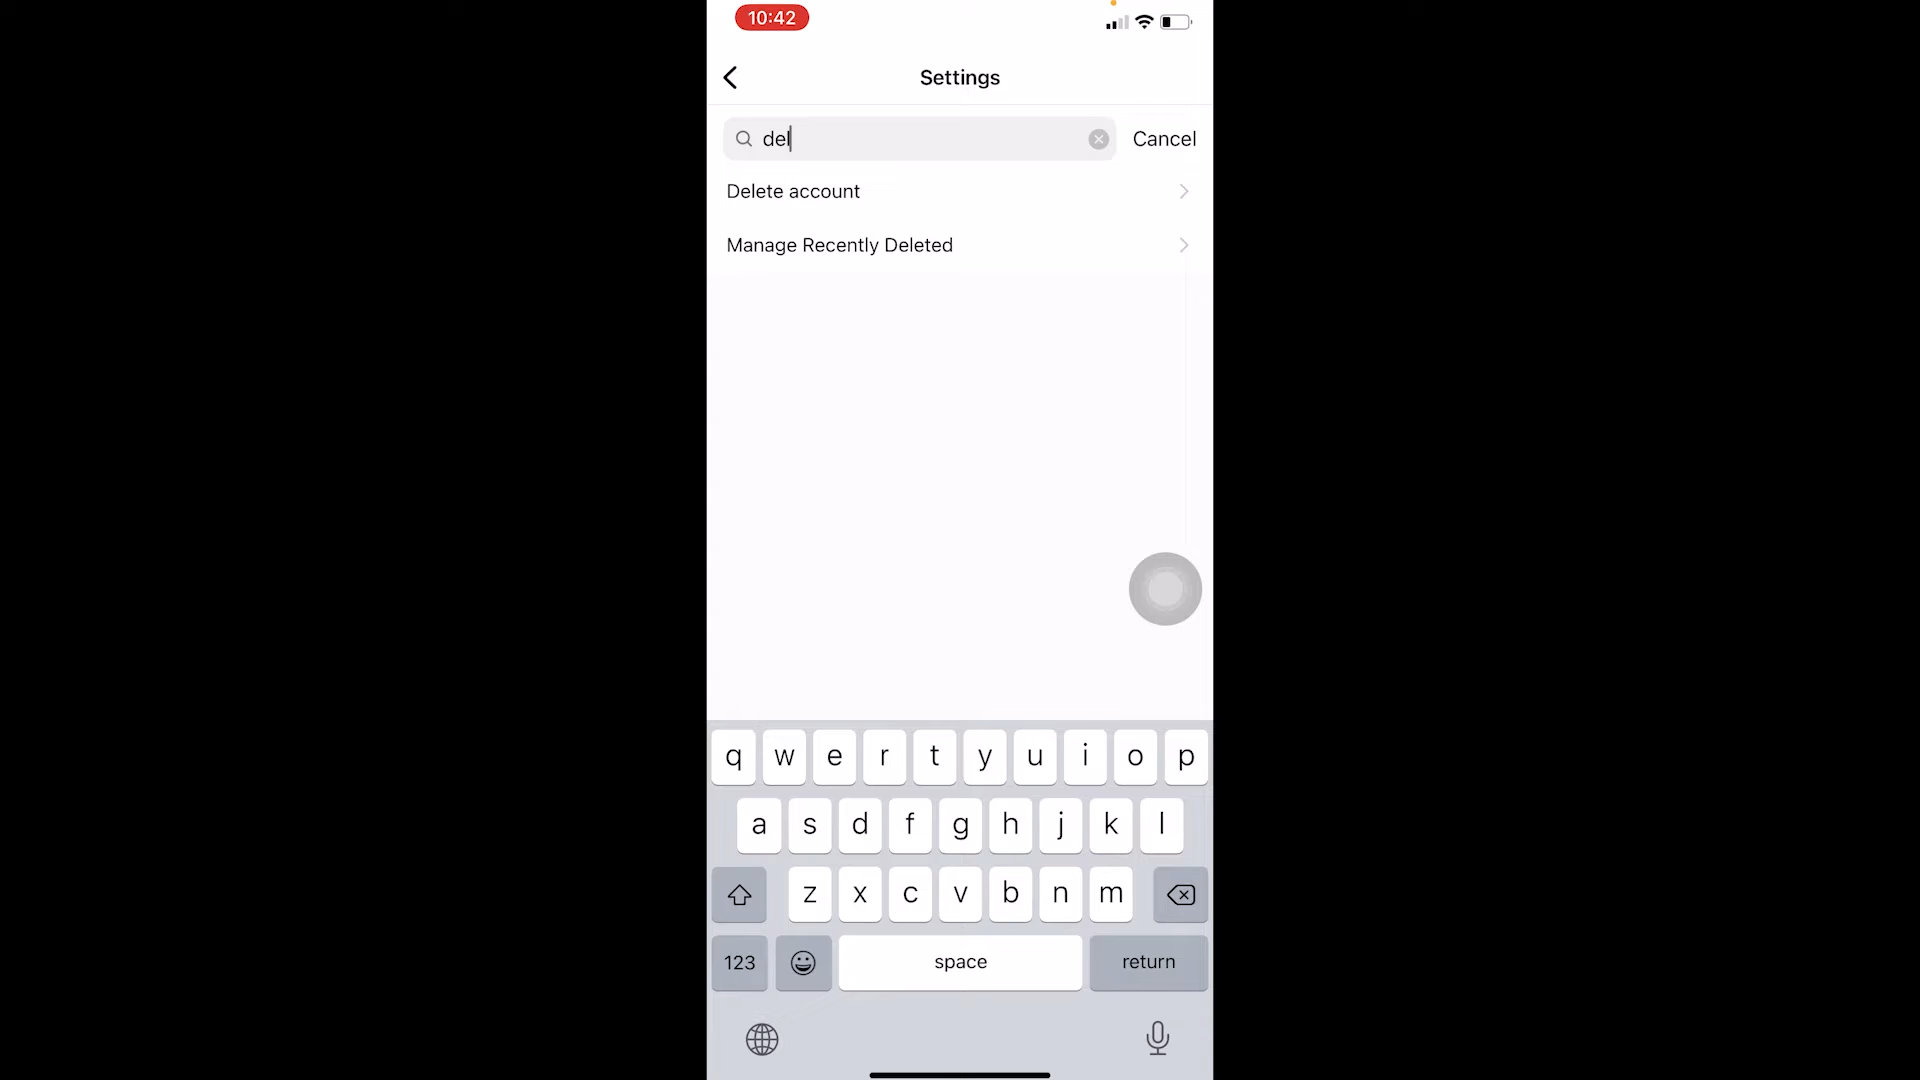 10:42
Settings
del
Cancel
Delete account
Manage Recently Deleted
q w e r t y u i o p
a s d f g h j k l
z x c v b n m
123 space return